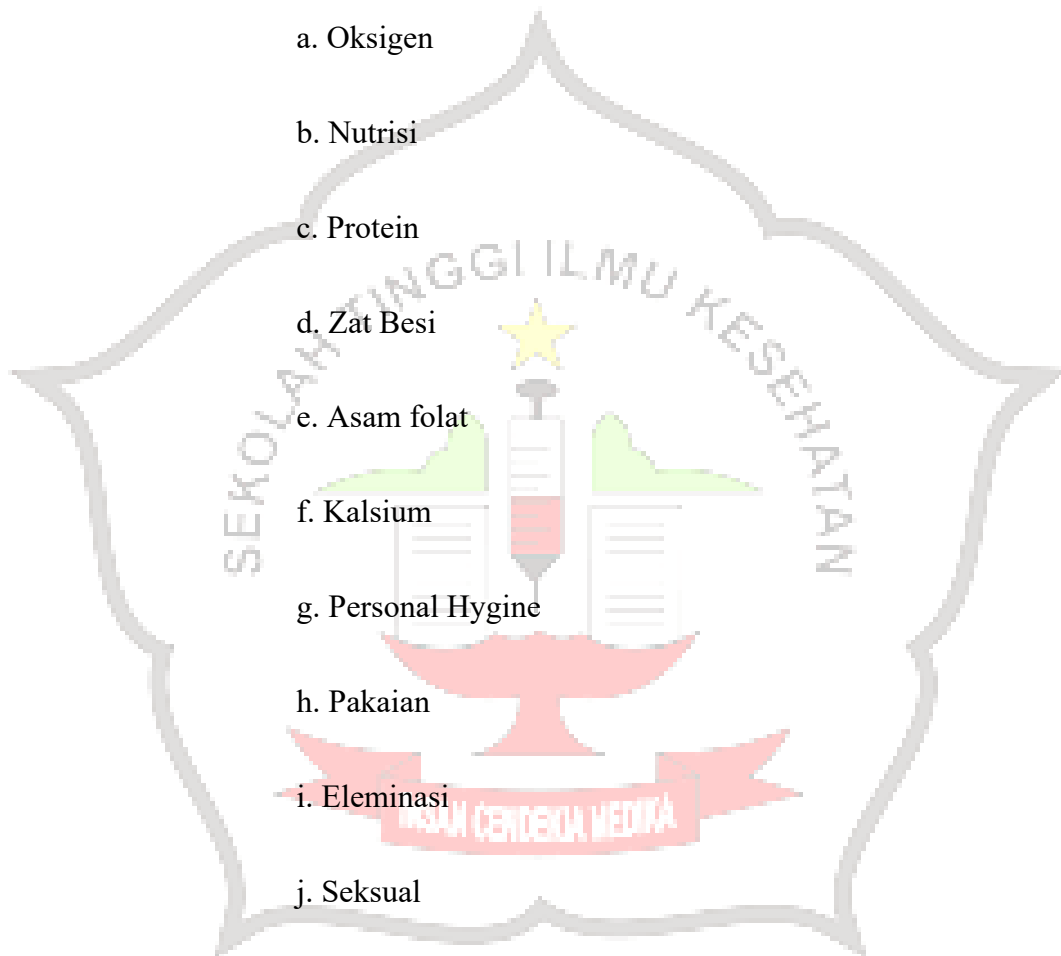 a. Oksigen
b. Nutrisi
c. Protein
d. Zat Besi
e. Asam folat
f. Kalsium
g. Personal Hygine
h. Pakaian
i. Eleminasi
j. Seksual
SEKOLAH TINGGI ILMU KESEHATAN
INSAN CENDEKIA MEDIKA